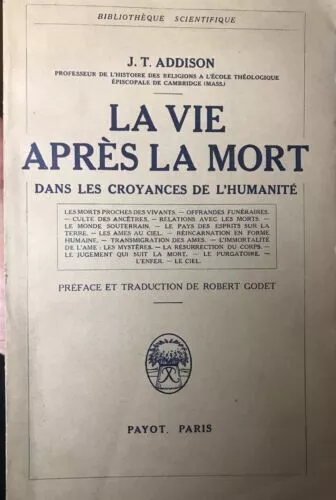 BIBLIOTHÈQUE SCIENTIFIQUE
J. T. ADDISON
PROFESSEUR DE L'HISTOIRE DES RELIGIONS A L'ÉCOLE THÉOLOGIQUE
ÉPISCOPALE DE CAMBRIDGE (MASS.)
LA VIE
APRÈS LA MORT
DANS LES CROYANCES DE L'HUMANITÉ
LES MORTS PROCHES DES VIVANTS. — OFFRANDES FUNÉRAIRES.
— CULTE DES ANCÊTRES. — RELATIONS AVEC LES MORTS. —
LE MONDE SOUTERRAIN. — LE PAYS DES ESPRITS SUR LA
TERRE. — LES AMES AU CIEL. — RÉINCARNATION EN FORME
HUMAINE. — TRANSMIGRATION DES AMES. — L'IMMORTALITÉ
DE L'AME : LES MYSTÈRES. — LA RÉSURRECTION DU CORPS. —
LE JUGEMENT QUI SUIT LA MORT. — LE PURGATOIRE. —
L'ENFER. — LE CIEL.
PRÉFACE ET TRADUCTION DE ROBERT GODET
PAYOT, PARIS